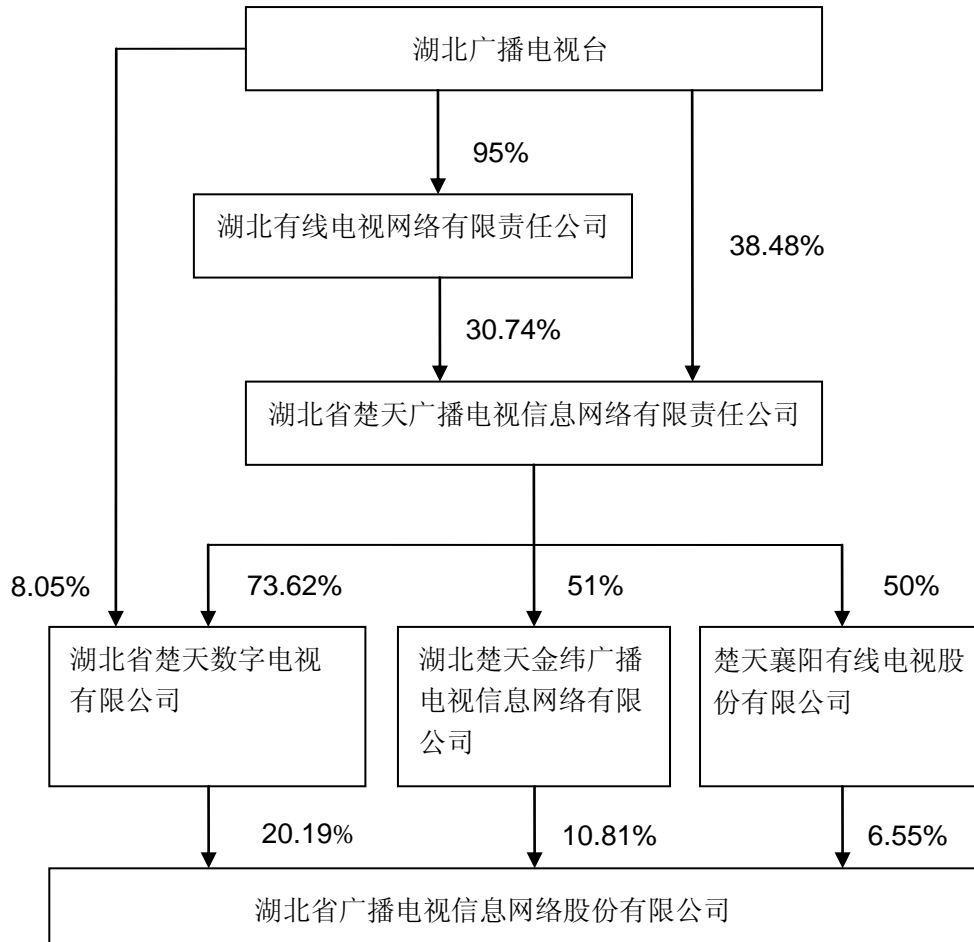 湖北广播电视台
95%
湖北有线电视网络有限责任公司
38.48%
30.74%
湖北省楚天广播电视信息网络有限责任公司
8.05%
73.62%
51%
50%
湖北省楚天数字电视
有限公司
湖北楚天金纬广播
电视信息网络有限
公司
楚天襄阳有线电视股
份有限公司
20.19%
10.81%
6.55%
湖北省广播电视信息网络股份有限公司